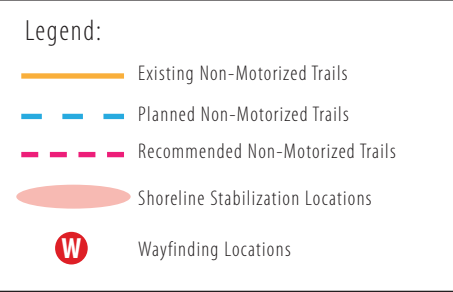 Legend:
Existing Non-Motorized Trails
Planned Non-Motorized Trails
Recommended Non-Motorized Trails
Shoreline Stabilization Locations
W Wayfinding Locations